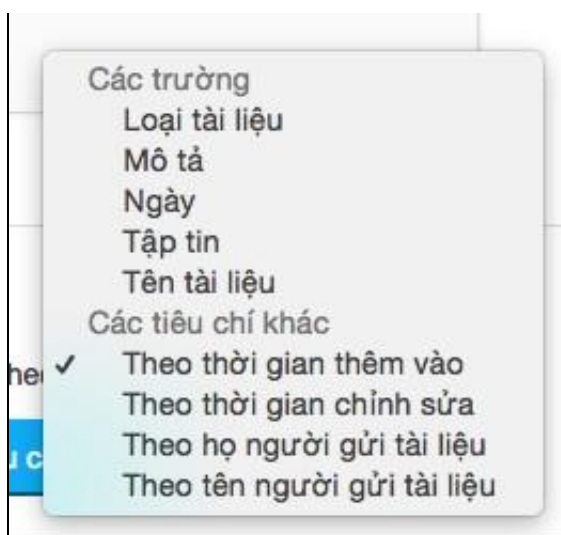 Các trường
Loại tài liệu
Mô tả
Ngày
Tập tin
Tên tài liệu
Các tiêu chí khác
✓ Theo thời gian thêm vào
Theo thời gian chỉnh sửa
Theo họ người gửi tài liệu
Theo tên người gửi tài liệu